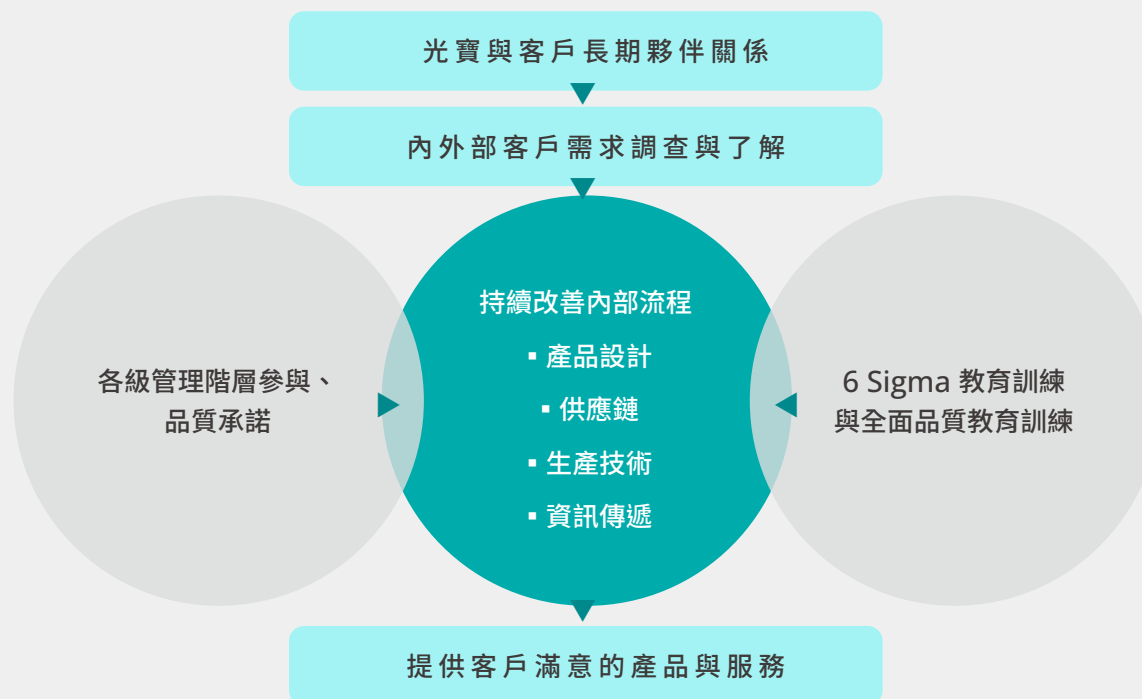 光寶與客戶長期夥伴關係
內外部客戶需求調查與了解
各級管理階層參與、
品質承諾
持續改善內部流程
▪ 產品設計
▪ 供應鏈
▪ 生產技術
▪ 資訊傳遞
6 Sigma 教育訓練
與全面品質教育訓練
提供客戶滿意的產品與服務